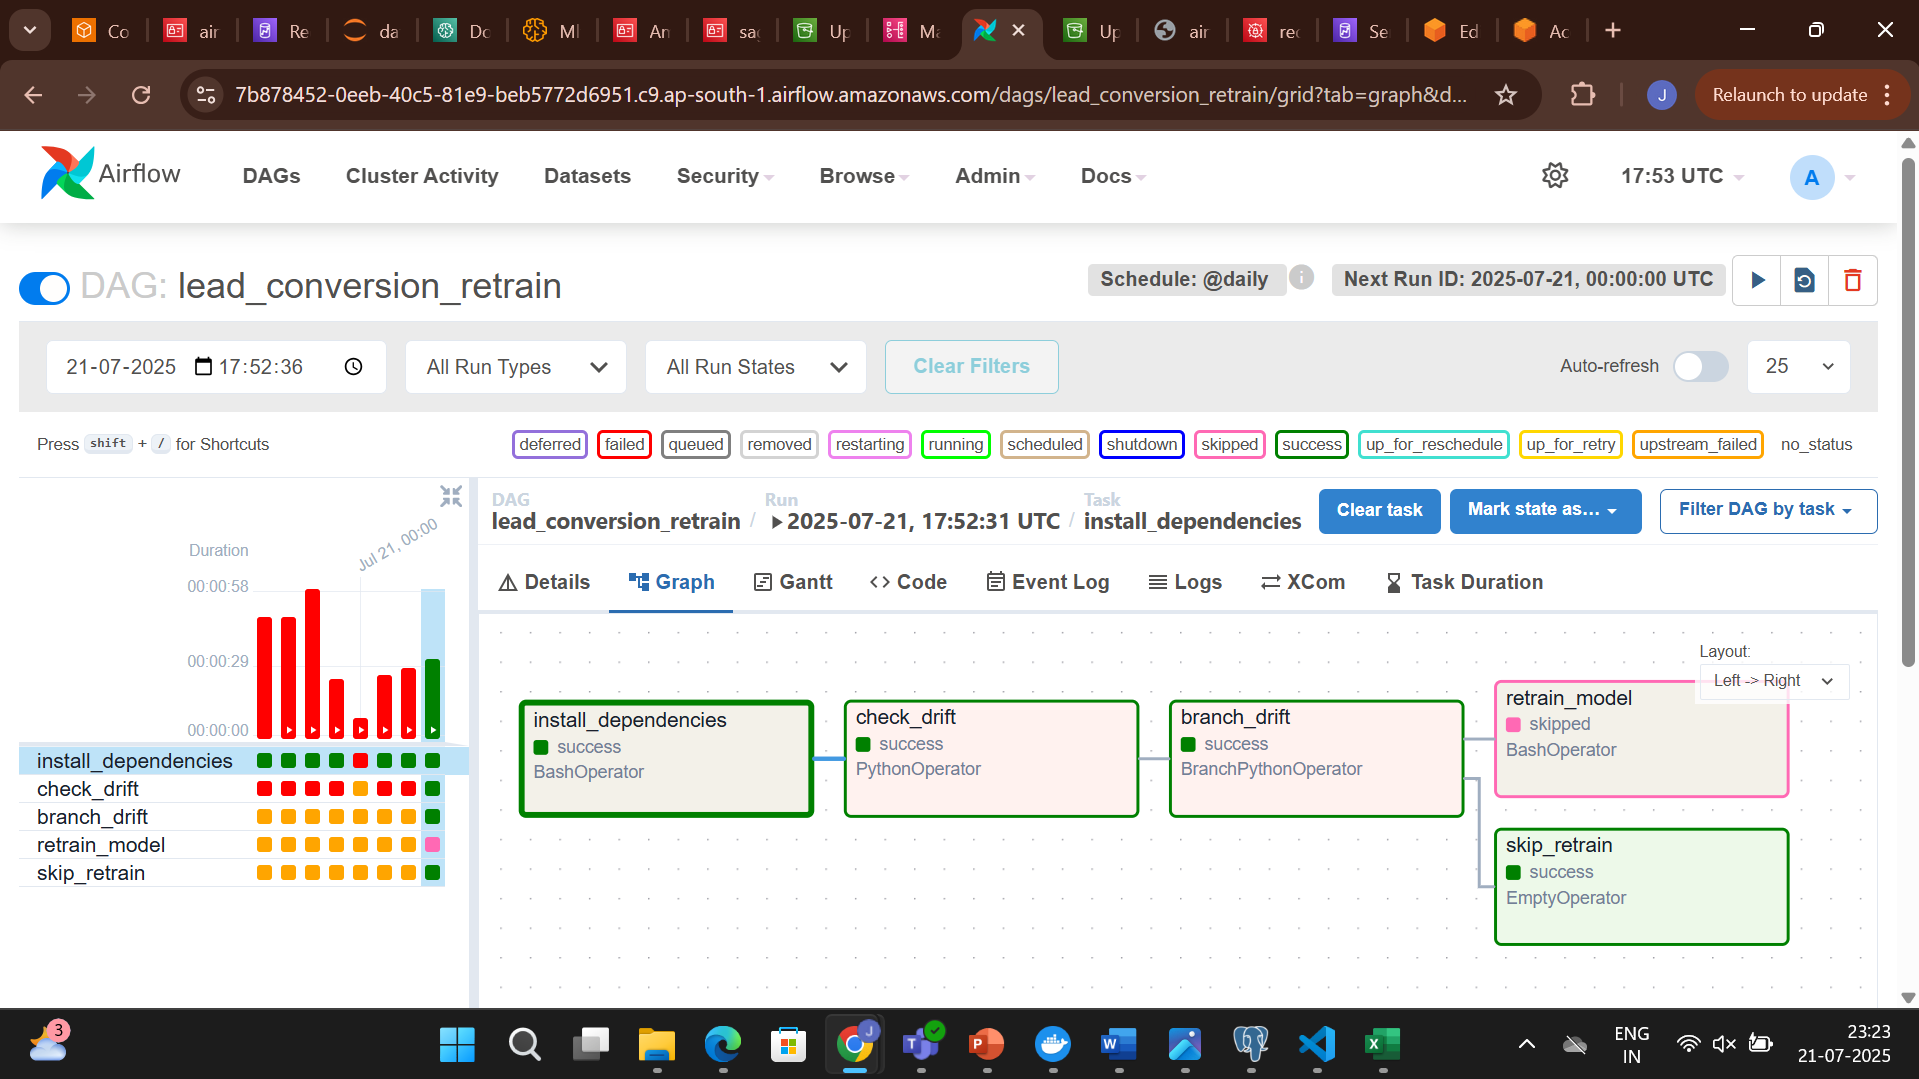 Co
air
Re
da
Do
Ml
An
sa
Up
Ma
Up
air
rec
Se
Ed
Ac
7b878452-0eeb-40c5-81e9-beb5772d6951.c9.ap-south-1.airflow.amazonaws.com/dags/lead_conversion_retrain/grid?tab=graph&d...
J
Relaunch to update
Airflow
DAGs
Cluster Activity
Datasets
Security
Browse
Admin
Docs
17:53 UTC
A
DAG: lead_conversion_retrain
Schedule: @daily
i
Next Run ID: 2025-07-21, 00:00:00 UTC
21-07-2025 17:52:36
All Run Types
All Run States
Clear Filters
Auto-refresh
25
Press shift + / for Shortcuts
deferred
failed
queued
removed
restarting
running
scheduled
shutdown
skipped
success
up_for_reschedule
up_for_retry
upstream_failed
no_status
Duration
Jul 21, 00:00
00:00:58
00:00:29
00:00:00
install_dependencies
check_drift
branch_drift
retrain_model
skip_retrain
DAG
lead_conversion_retrain
/
Run
2025-07-21, 17:52:31 UTC
/
Task
install_dependencies
Clear task
Mark state as...
Filter DAG by task
Details
Graph
Gantt
Code
Event Log
Logs
XCom
Task Duration
Layout:
Left -> Right
install_dependencies
success
BashOperator
check_drift
success
PythonOperator
branch_drift
success
BranchPythonOperator
retrain_model
skipped
BashOperator
skip_retrain
success
EmptyOperator
3
J
T
P
W
X
ENG
IN
23:23
21-07-2025